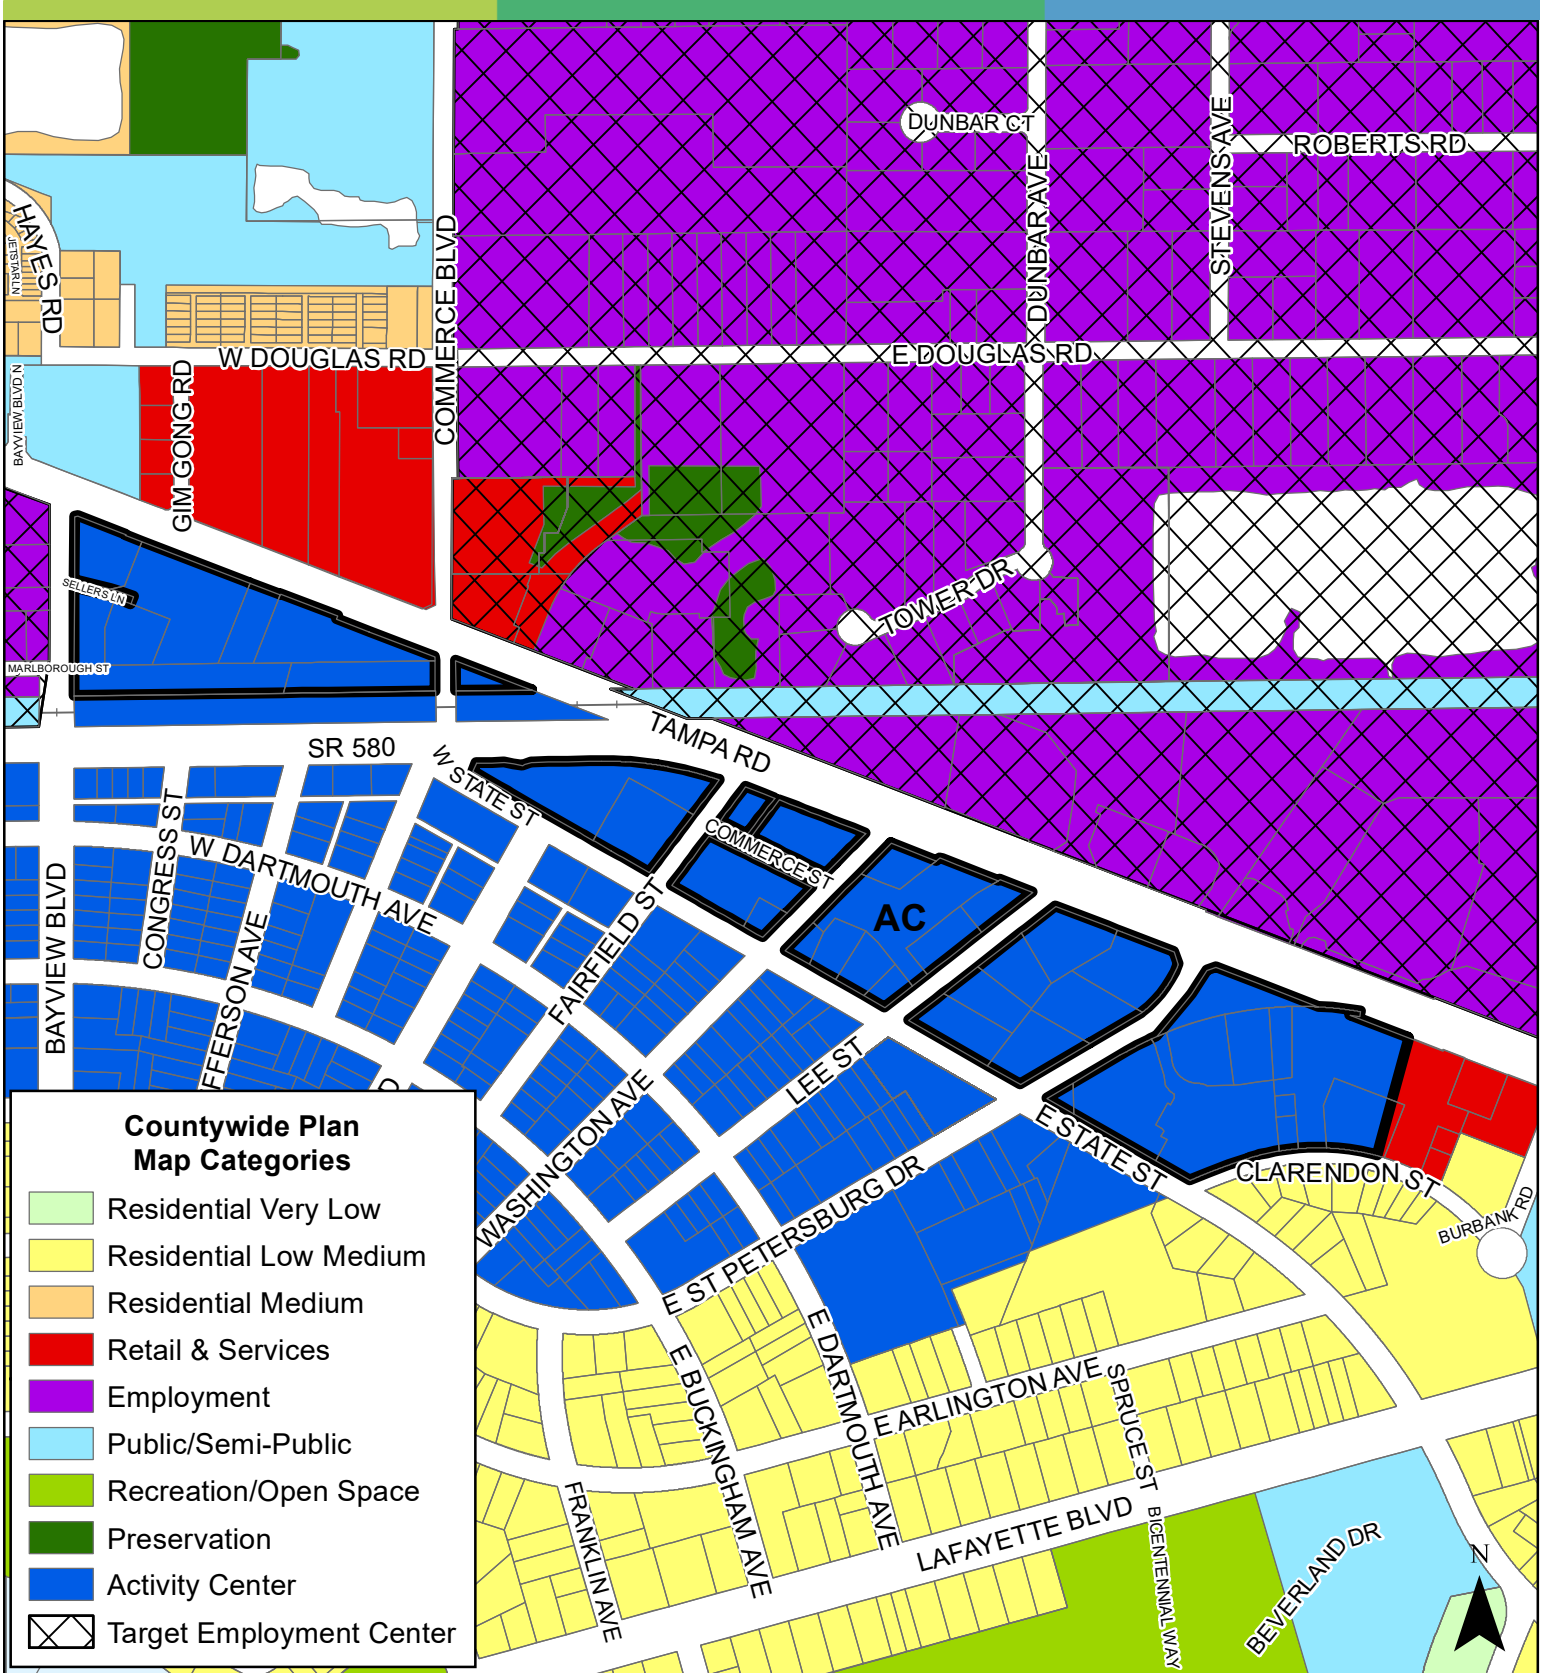 DUNBAR CT
ROBERTS RD
STEVENS AVE
DUNBAR AVE
HAYES RD
JETSTAR LN
COMMERCE BLVD
W DOUGLAS RD
E DOUGLAS RD
BAYVIEW BLVD N
GIM GONG RD
TOWER DR
SELLERS LN
MARLBOROUGH ST
TAMPA RD
SR 580
W STATE ST
COMMERCE ST
CONGRESS ST
W DARTMOUTH AVE
BAYVIEW BLVD
FFERSON AVE
FAIRFIELD ST
AC
LEE ST
WASHINGTON AVE
D
E STATE ST
CLARENDON ST
BURBANK RD
E ST PETERSBURG DR
E DARTMOUTH AVE
E BUCKINGHAM AVE
E ARLINGTON AVE
SPRUCE ST
FRANKLIN AVE
LAFAYETTE BLVD
BICENTENNIAL WAY
BEVERLAND DR
N
Countywide Plan
Map Categories
Residential Very Low
Residential Low Medium
Residential Medium
Retail & Services
Employment
Public/Semi-Public
Recreation/Open Space
Preservation
Activity Center
Target Employment Center